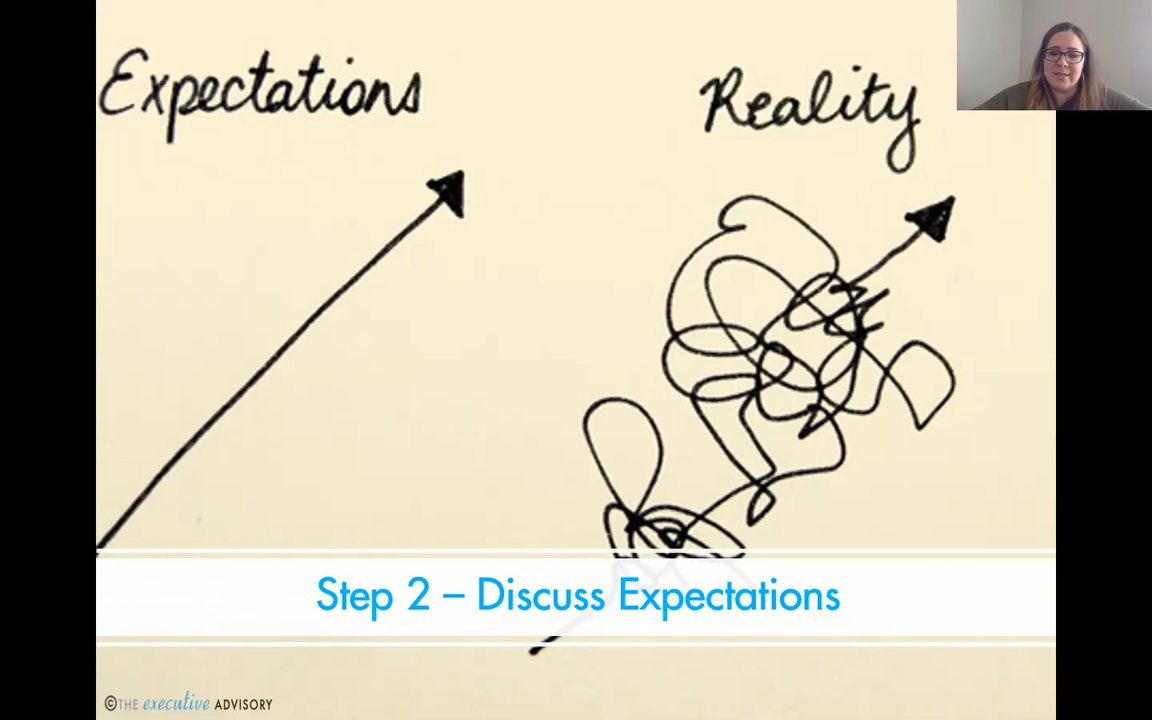 Expectations
Reality
Step 2 – Discuss Expectations
©THE executive ADVISORY